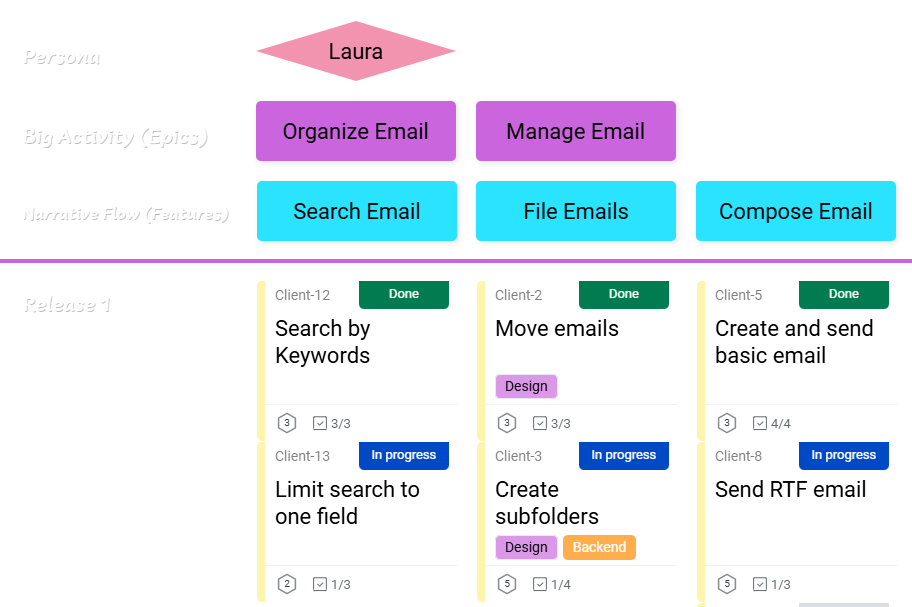 Persona
Laura
Big Activity (Epics)
Organize Email
Manage Email
Narrative Flow (Features)
Search Email
File Emails
Compose Email
Release 1
Client-12
Done
Search by
Keywords
3
3/3
Client-2
Done
Move emails
Design
3
3/3
Client-5
Done
Create and send
basic email
3
4/4
Client-13
In progress
Limit search to
one field
2
1/3
Client-3
In progress
Create
subfolders
Design
Backend
5
1/4
Client-8
In progress
Send RTF email
5
1/3